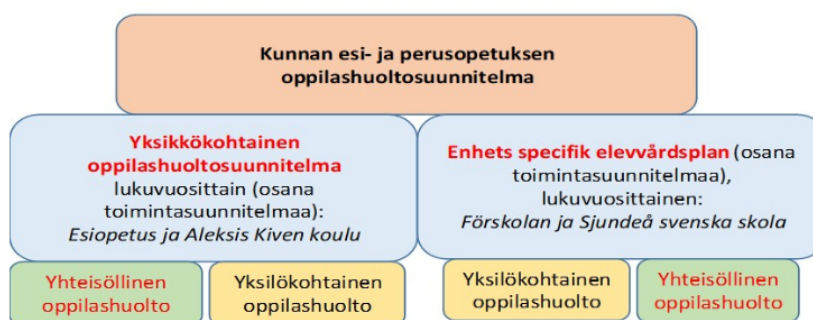 Kunnan esi- ja perusopetuksen
oppilashuoltosuunnitelma
Yksikkökohtainen
oppilashuoltosuunnitelma
lukuvuosittain (osana
toimintasuunnitelmaa):
Esiopetus ja Aleksis Kiven koulu
Enhets specifik elevvårdsplan (osana
toimintasuunnitelmaa),
lukuvuosittainen:
Förskolan ja Sjundeå svenska skola
Yhteisöllinen
oppilashuolto
Yksilökohtainen
oppilashuolto
Yksilökohtainen
oppilashuolto
Yhteisöllinen
oppilashuolto